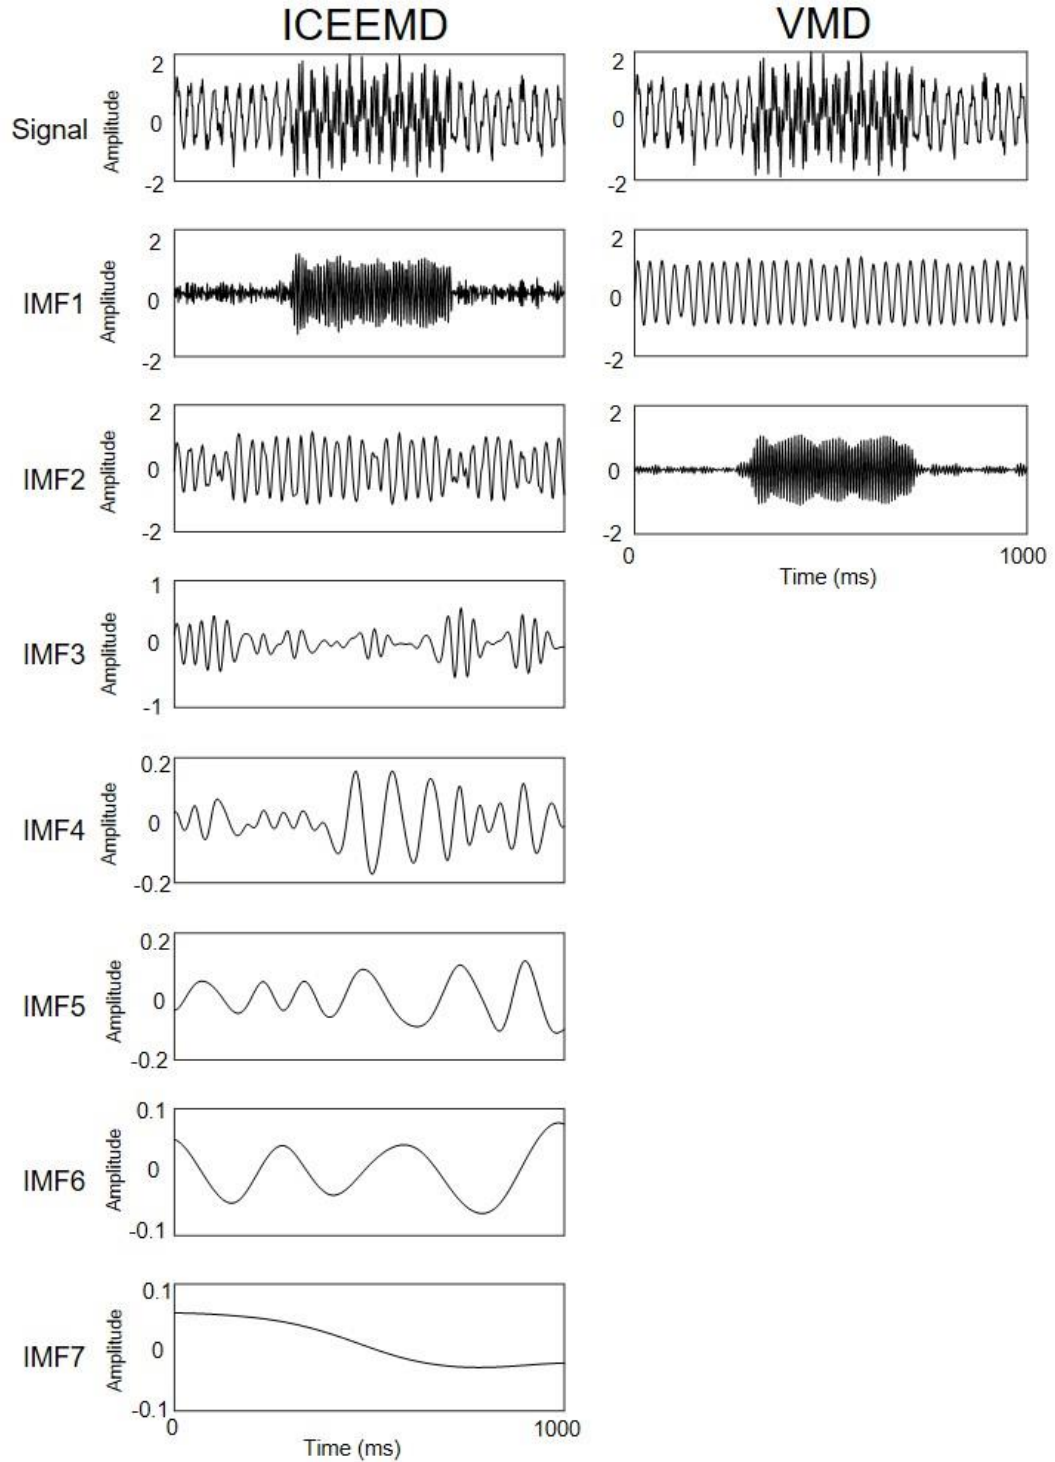 ICEEMD VMD
Signal Amplitude 2 0 -2 2 0 -2
IMF1 Amplitude 2 0 -2 2 0 -2
IMF2 Amplitude 2 0 -2 2 0 -2
0 1000
Time (ms)
IMF3 Amplitude 1 0 -1
IMF4 Amplitude 0.2 0 -0.2
IMF5 Amplitude 0.2 0 -0.2
IMF6 Amplitude 0.1 0 -0.1
IMF7 Amplitude 0.1 0 -0.1
0 1000
Time (ms)